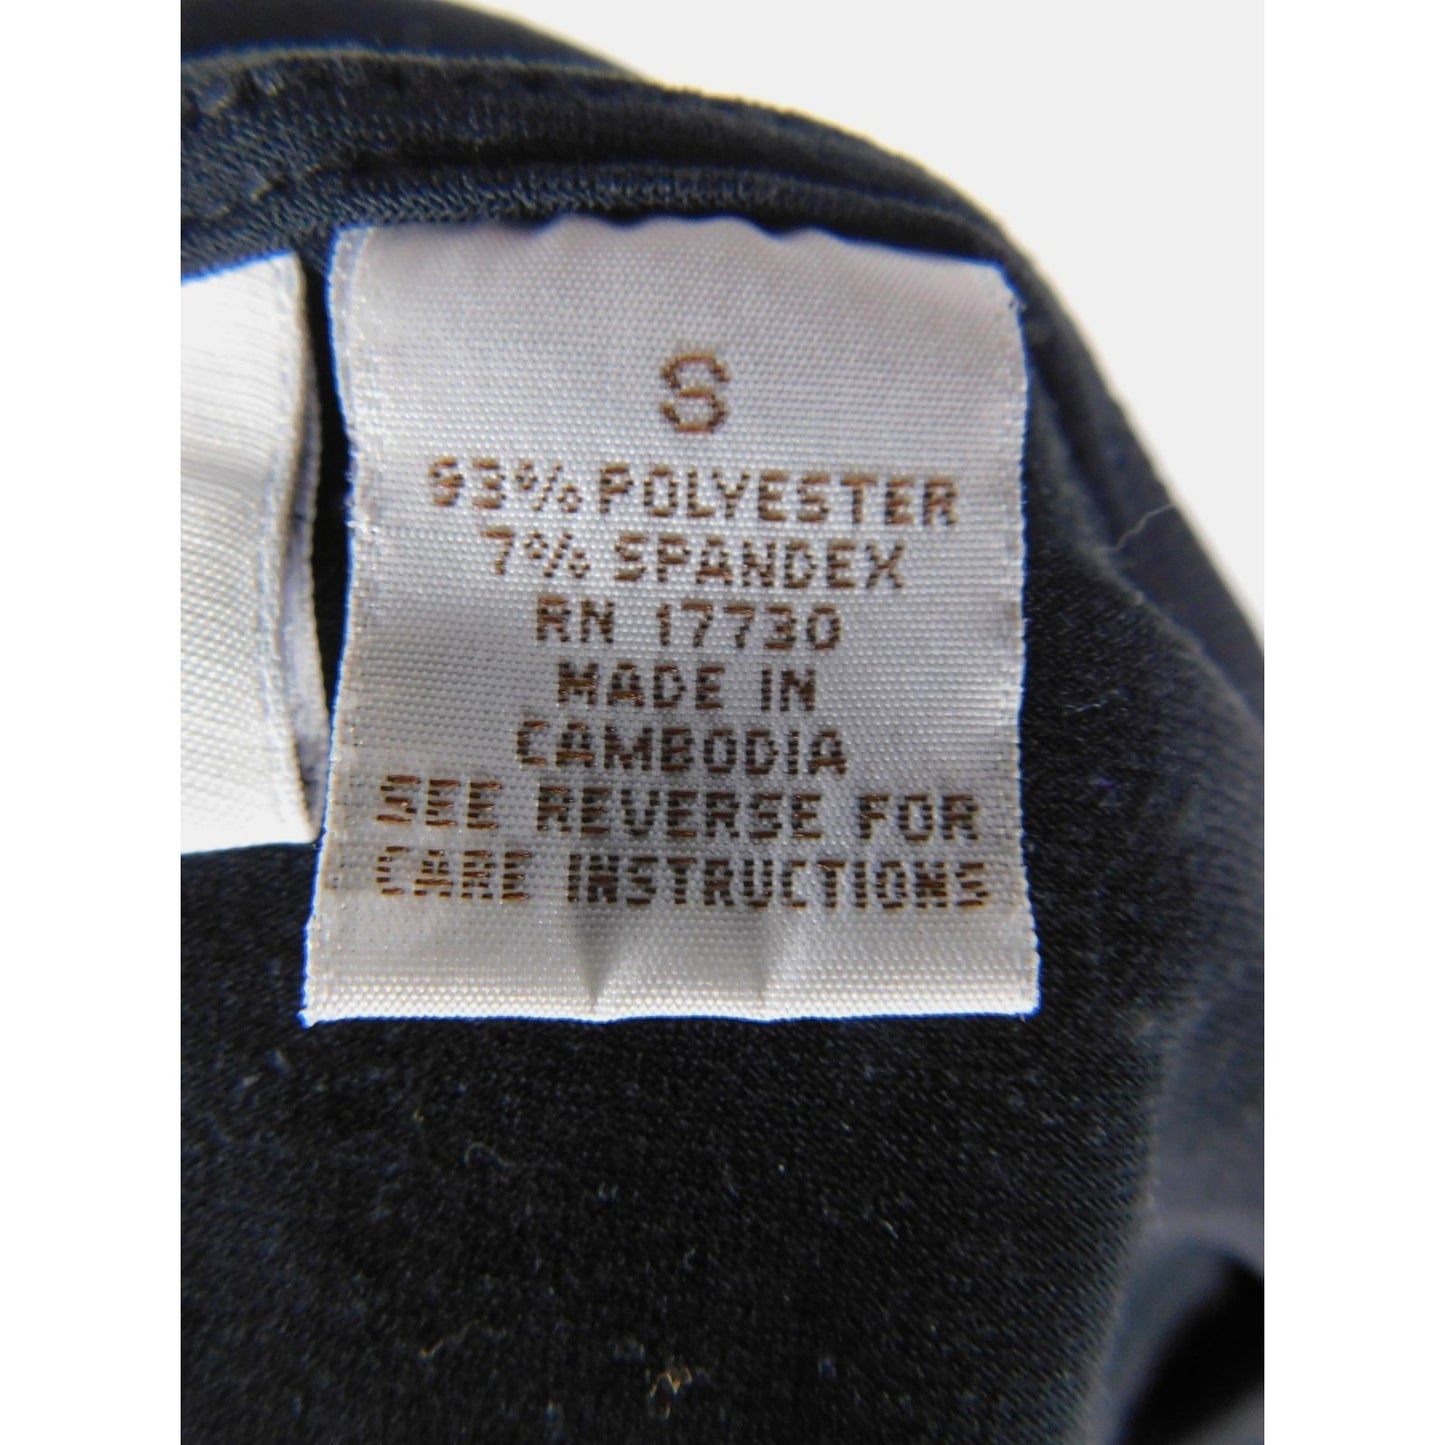 S
93% POLYESTER
7% SPANDEX
RN 17730
MADE IN
CAMBODIA
SEE REVERSE FOR
CARE INSTRUCTIONS